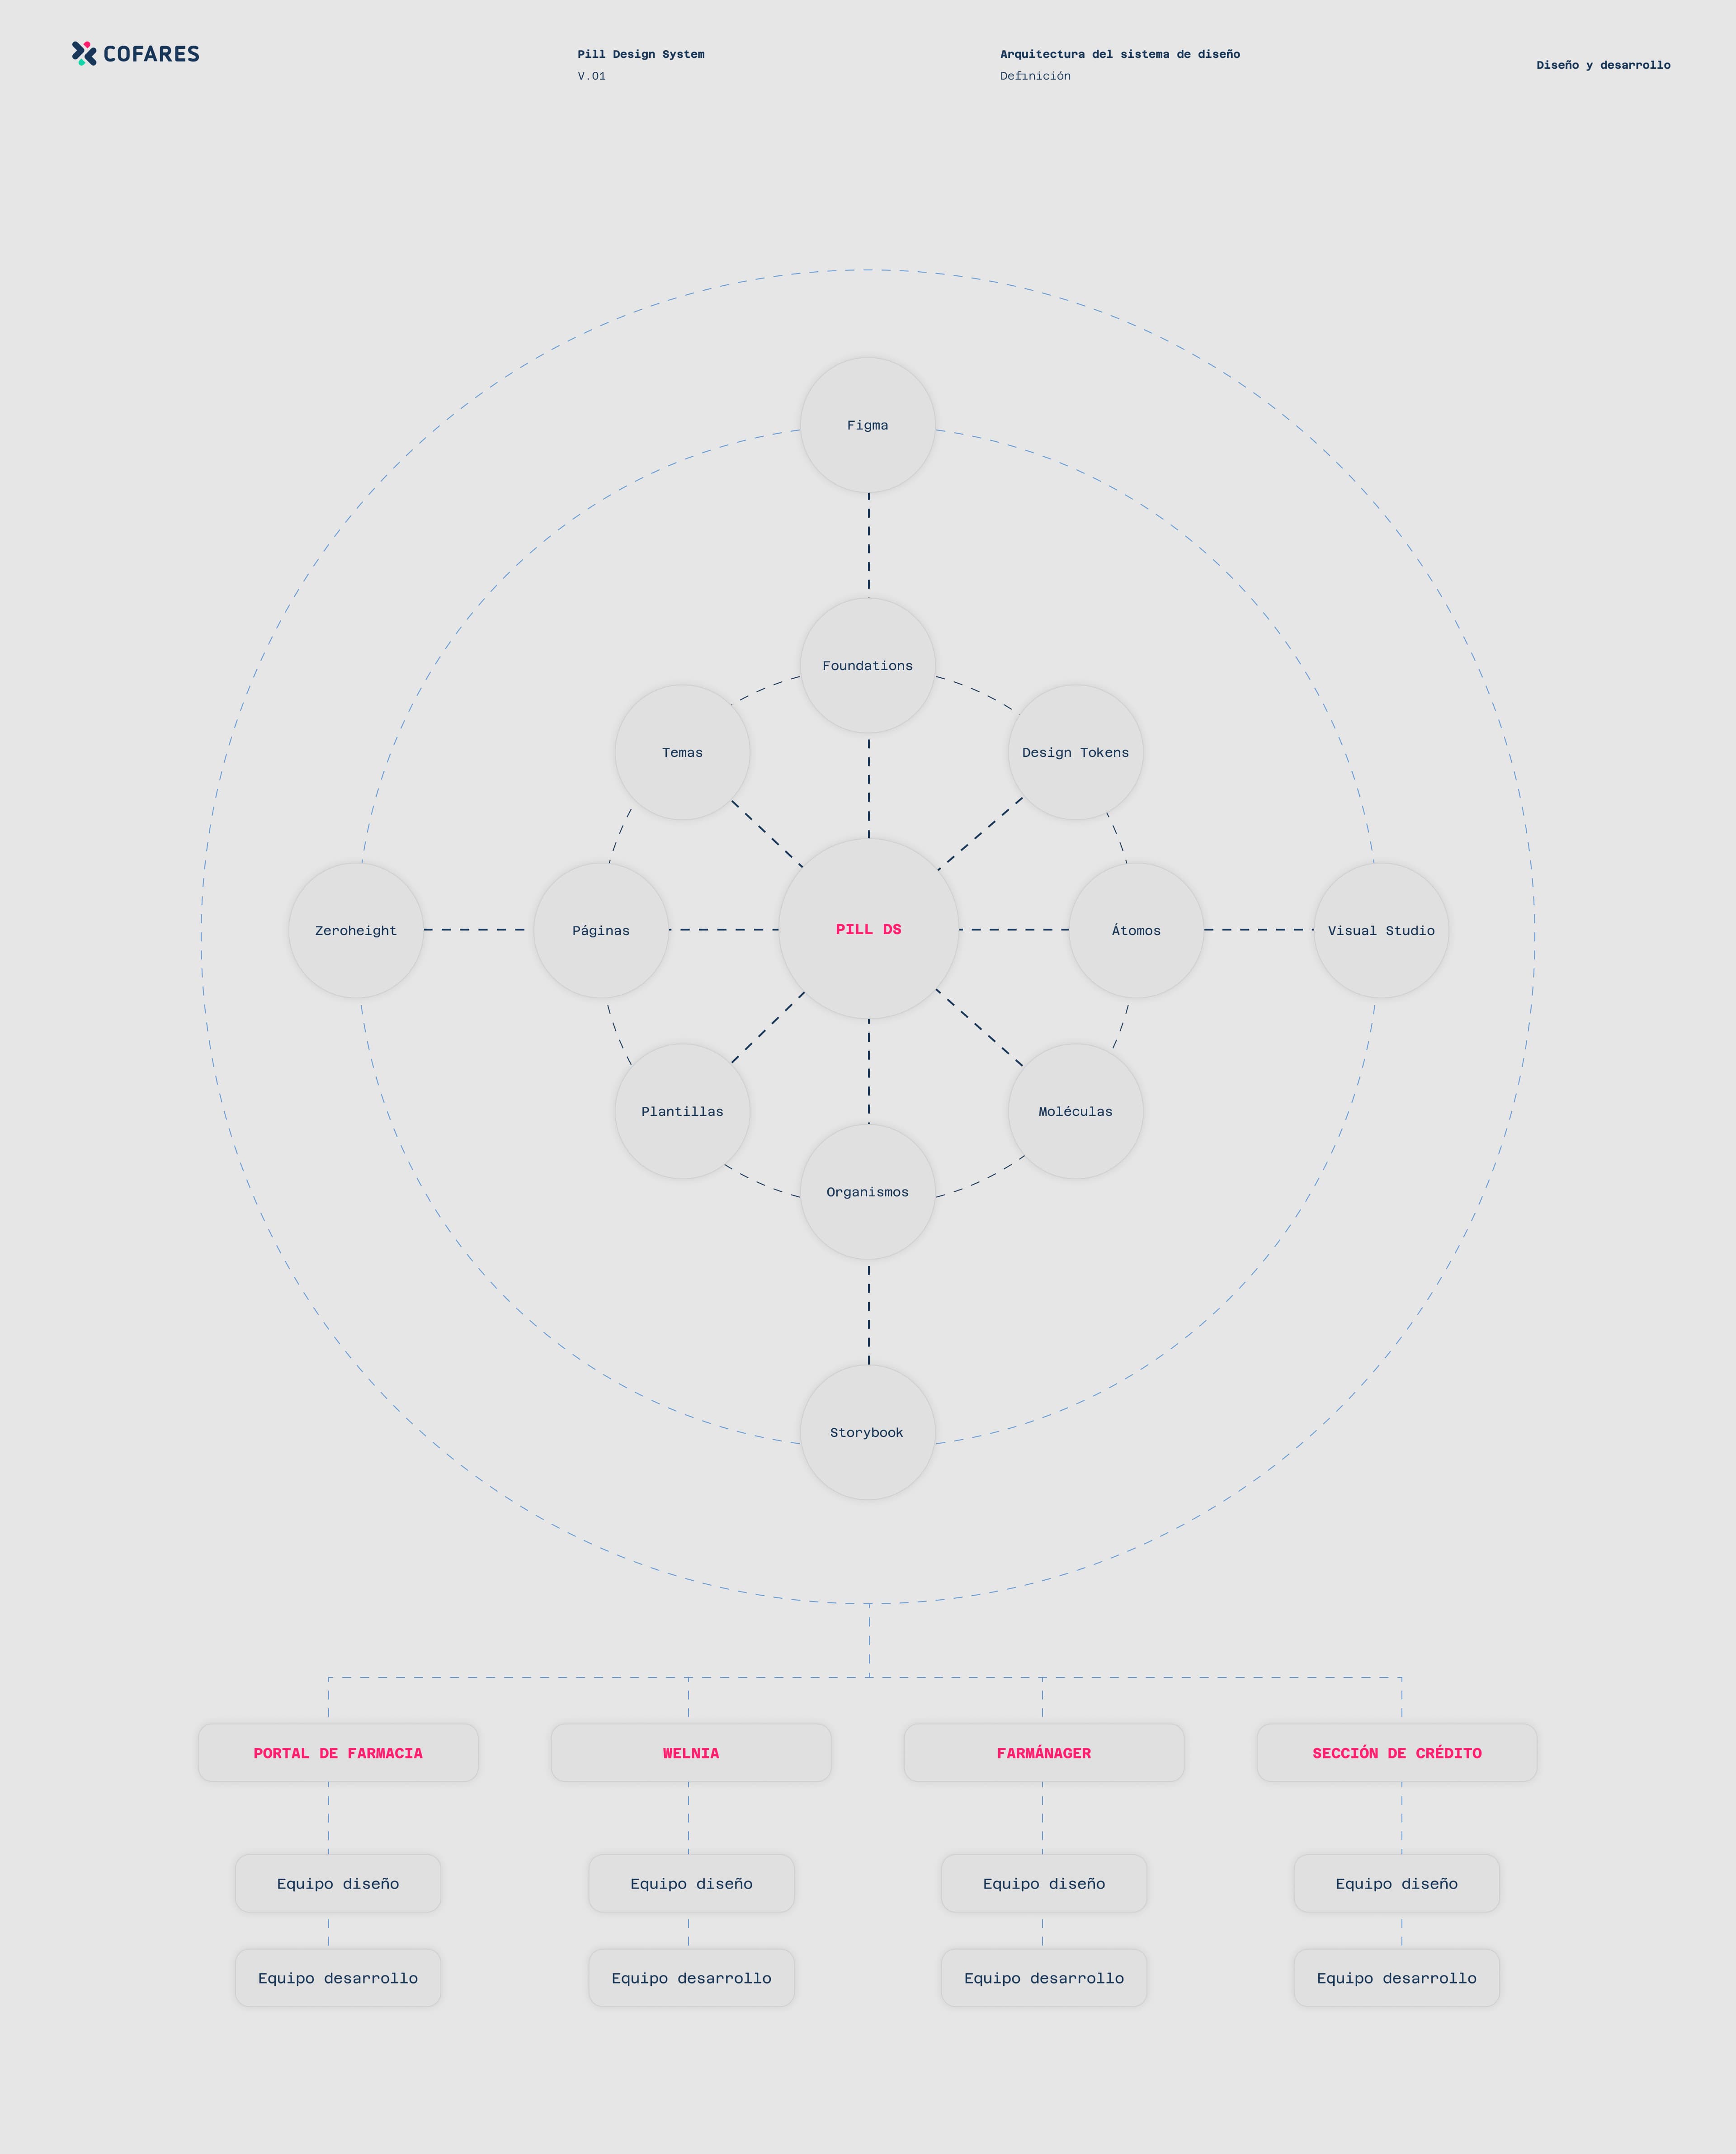 COFARES
Pill Design System
V.01
Arquitectura del sistema de diseño
Definición
Diseño y desarrollo
Figma
Foundations
Temas
Design Tokens
Zeroheight
Páginas
PILL DS
Átomos
Visual Studio
Plantillas
Moléculas
Organismos
Storybook
PORTAL DE FARMACIA
WELNIA
FARMÁNAGER
SECCIÓN DE CRÉDITO
Equipo diseño
Equipo diseño
Equipo diseño
Equipo diseño
Equipo desarrollo
Equipo desarrollo
Equipo desarrollo
Equipo desarrollo